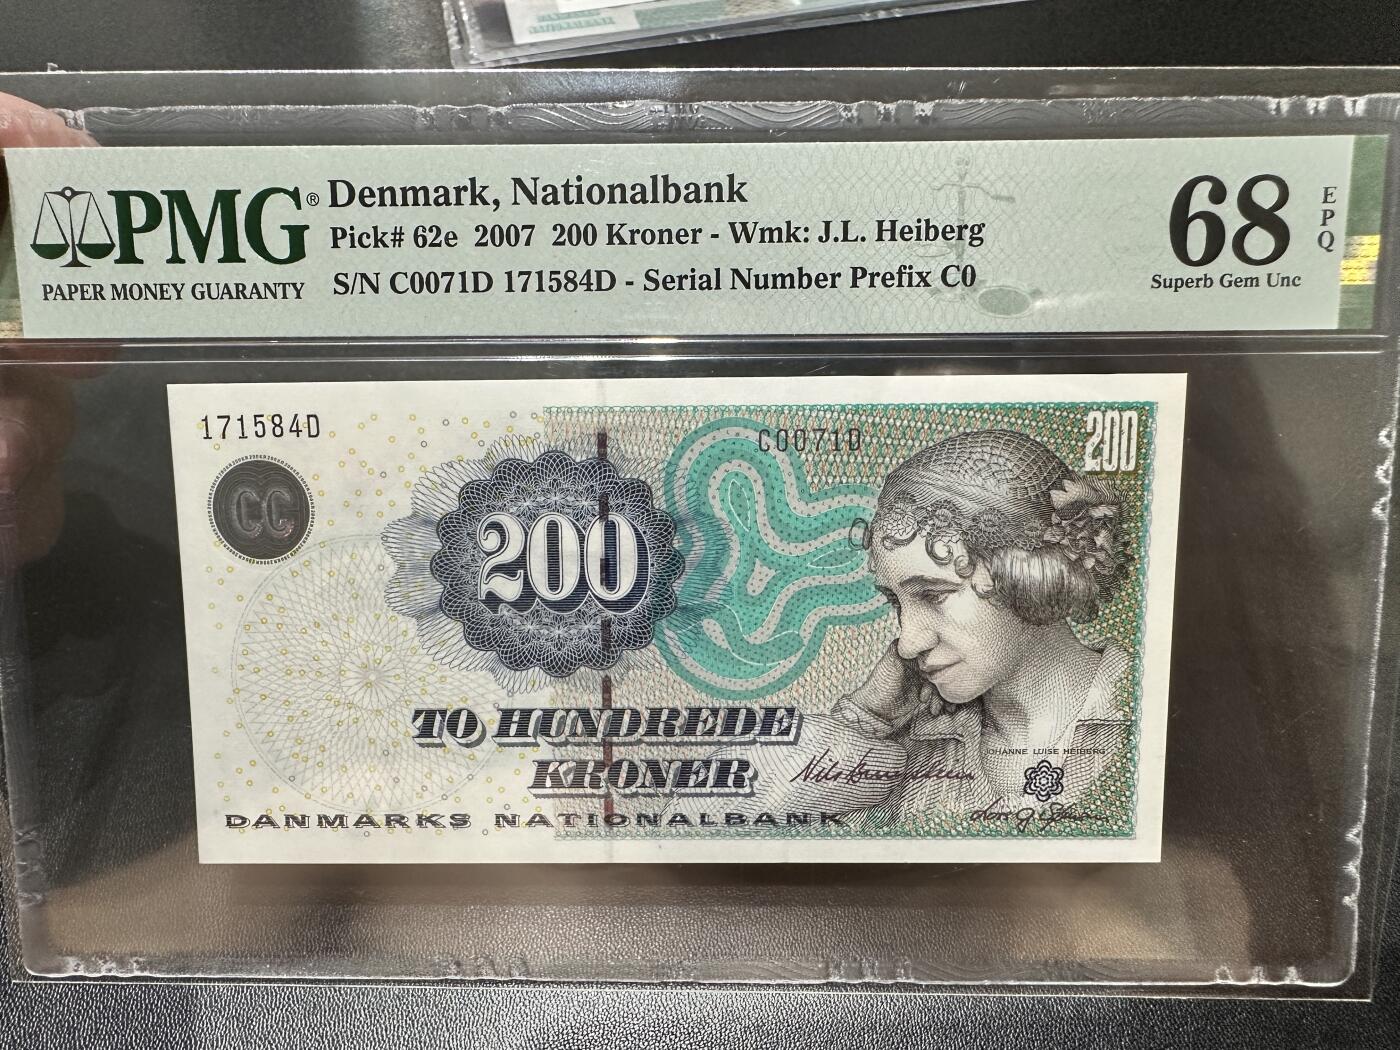 PMG®
PAPER MONEY GUARANTY
Denmark, Nationalbank
Pick# 62e 2007 200 Kroner - Wmk: J.L. Heiberg
S/N C0071D 171584D - Serial Number Prefix C0
68
EPQ
Superb Gem Unc
171584D
C0071D
200
CC
200
TO HUNDREDE
KRONER
JOHANNE LUISE HEIBERG
DANMARKS NATIONALBANK